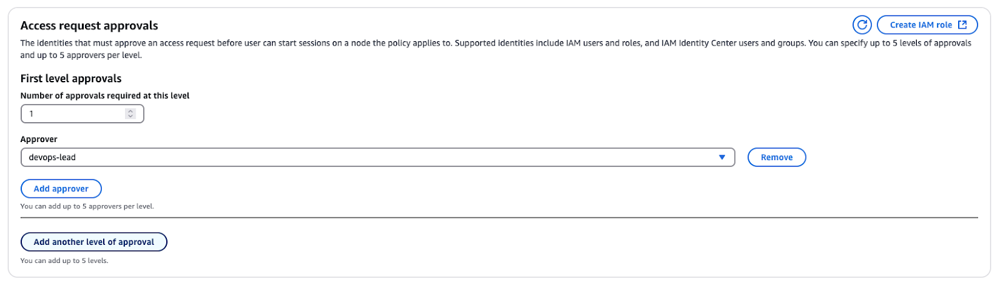 Access request approvals
Create IAM role
The identities that must approve an access request before user can start sessions on a node the policy applies to. Supported identities include IAM users and roles, and IAM Identity Center users and groups. You can specify up to 5 levels of approvals
and up to 5 approvers per level.
First level approvals
Number of approvals required at this level
1
Approver
devops-lead
Remove
Add approver
You can add up to 5 approvers per level.
Add another level of approval
You can add up to 5 levels.